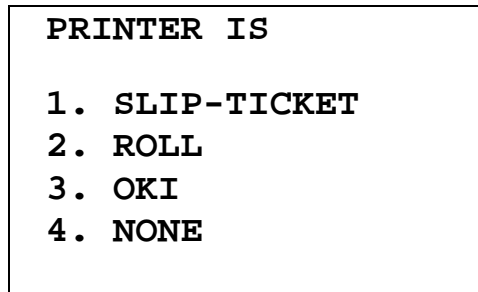 PRINTER IS
1. SLIP-TICKET
2. ROLL
3. OKI
4. NONE